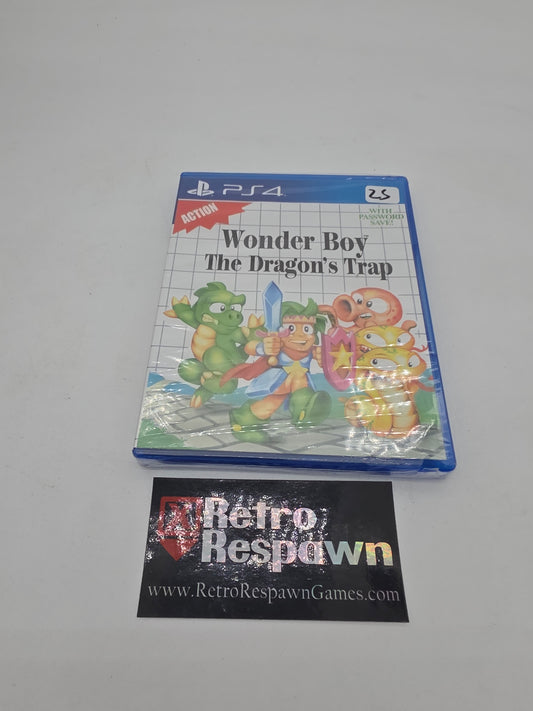 PS4
25
ACTION
WITH
PASSWORD
SAVE!
Wonder Boy
The Dragon's Trap
Retro
Respawn
www.RetroRespawnGames.com